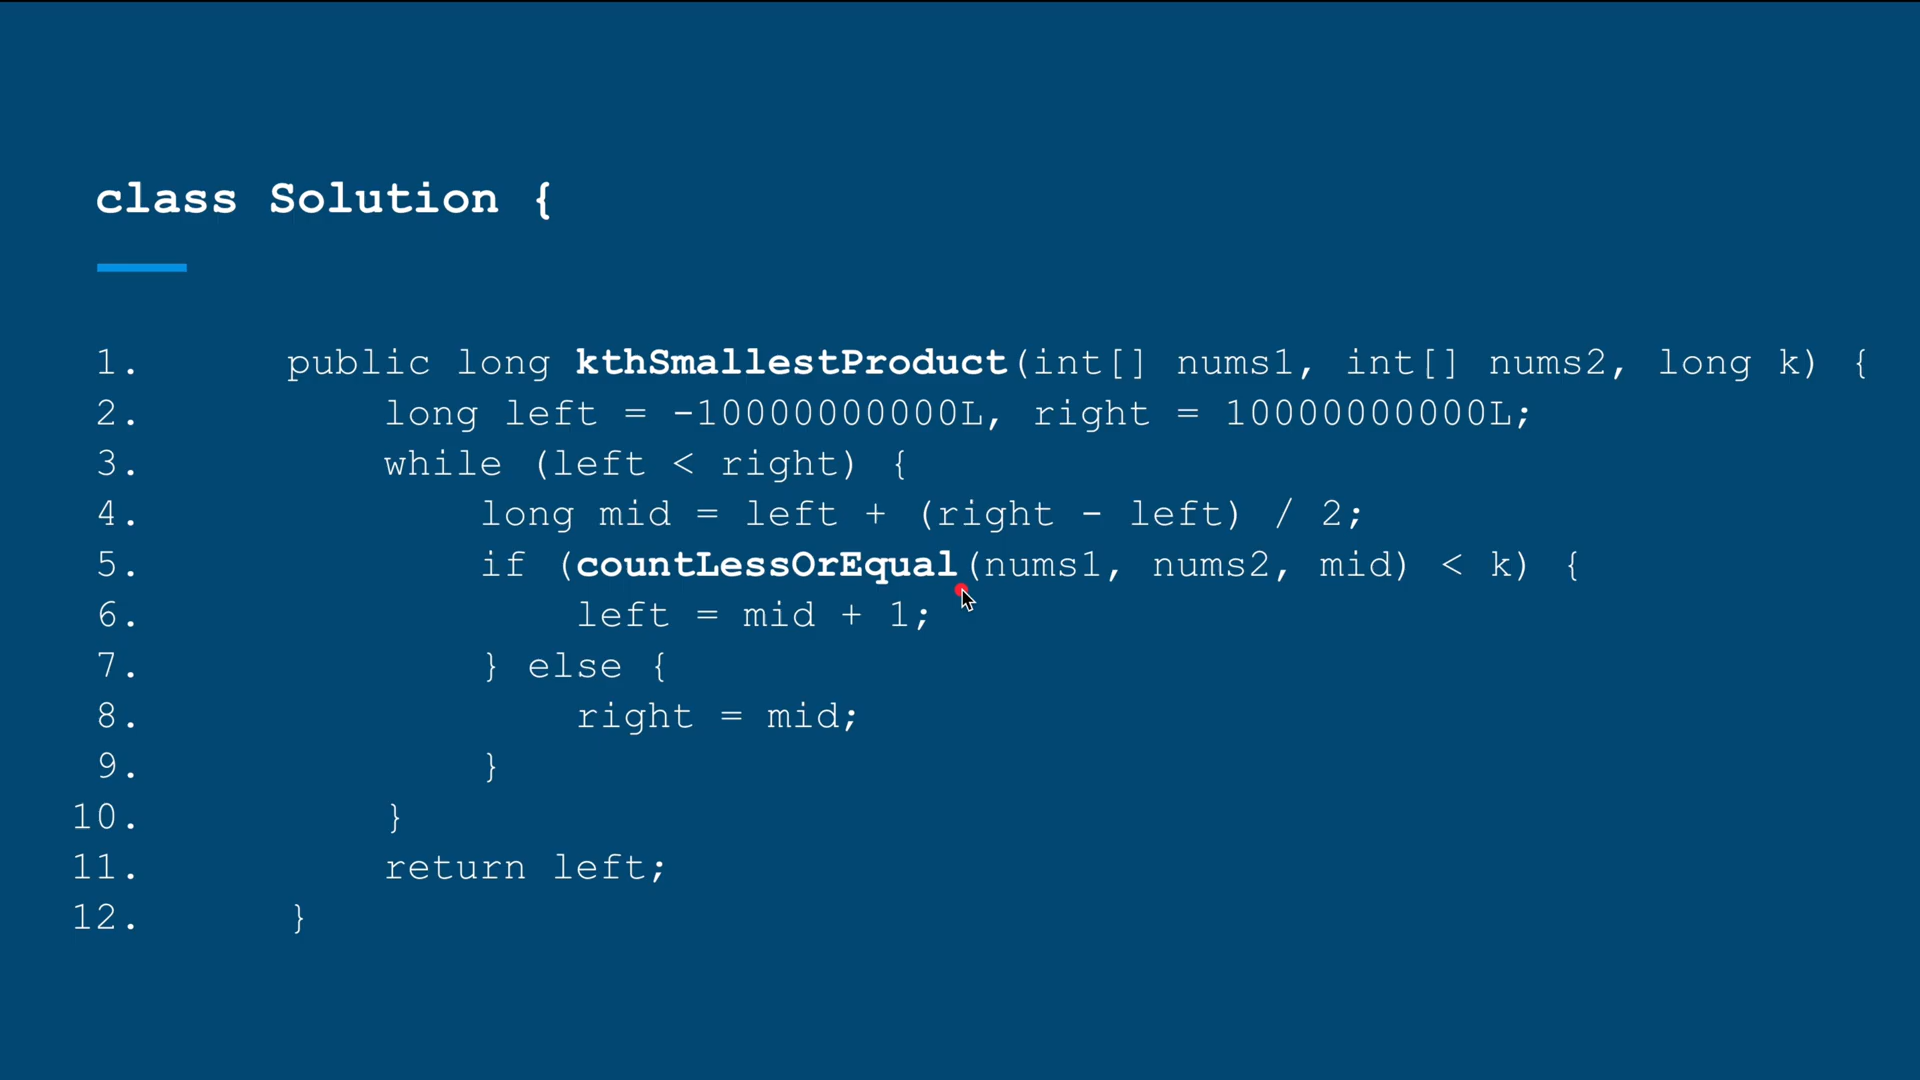 class Solution {
1. public long kthSmallestProduct(int[] nums1, int[] nums2, long k) {
2. long left = -10000000000L, right = 10000000000L;
3. while (left < right) {
4. long mid = left + (right - left) / 2;
5. if (countLessOrEqual(nums1, nums2, mid) < k) {
6. left = mid + 1;
7. } else {
8. right = mid;
9. }
10. }
11. return left;
12. }